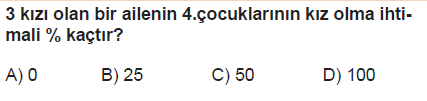 3 kızı olan bir ailenin 4.çocuklarının kız olma ihti-
mali % kaçtır?
A) 0 B) 25 C) 50 D) 100